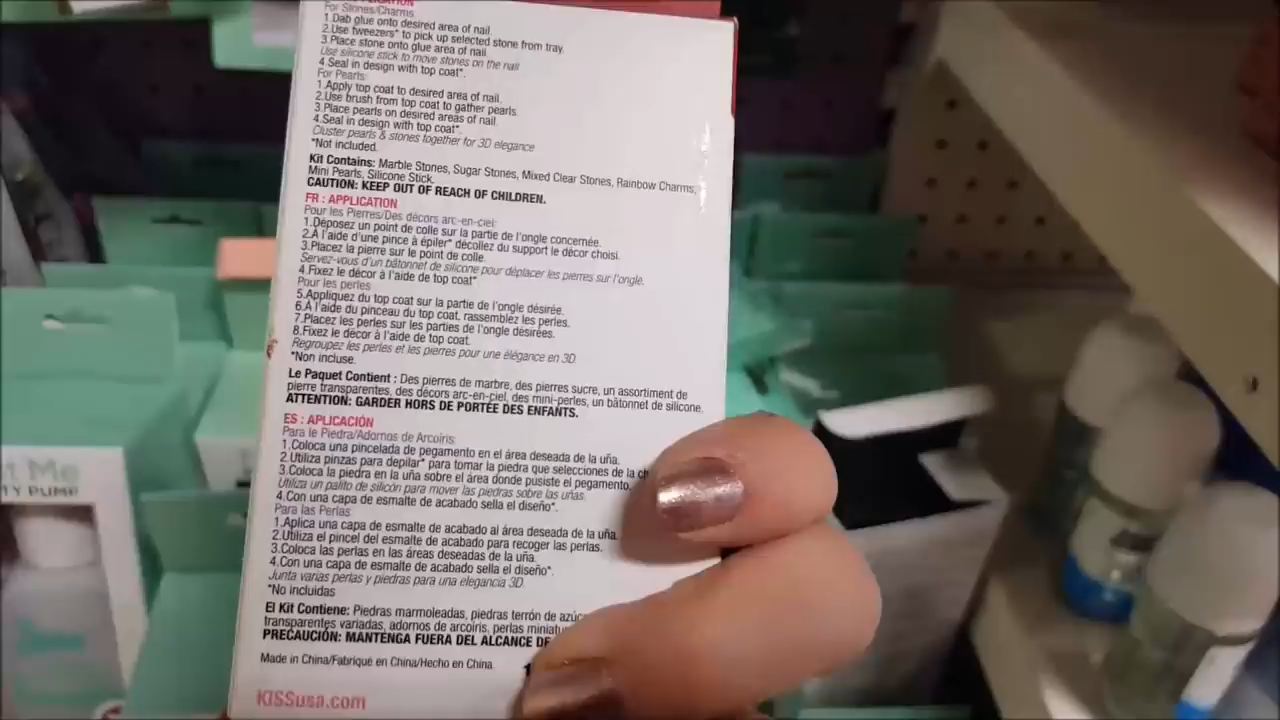 For Stones/Charms
1.Dab glue onto desired area of nail.
2.Use tweezers* to pick up selected stone from tray.
3.Place stone onto glue area of nail.
Use silicone stick to move stones on the nail
4.Seal in design with top coat*.
For Pearls:
1.Apply top coat to desired area of nail.
2.Use brush from top coat to gather pearls.
3.Place pearls on desired areas of nail.
4.Seal in design with top coat*.
Cluster pearls & stones together for 3D elegance
*Not included.
Kit Contains: Marble Stones, Sugar Stones, Mixed Clear Stones, Rainbow Charms,
Mini Pearls, Silicone Stick.
CAUTION: KEEP OUT OF REACH OF CHILDREN.
FR : APPLICATION
Pour les Pierres/Des décors arc-en-ciel:
1.Déposez un point de colle sur la partie de l'ongle concernée.
2.A l'aide d'une pince à épiler* décollez du support le décor choisi.
3.Placez la pierre sur le point de colle.
Servez-vous d'un bâtonnet de silicone pour déplacer les pierres sur l'ongle.
4.Fixez le décor à l'aide de top coat*
Pour les perles
5.Appliquez du top coat sur la partie de l'ongle désirée.
6.A l'aide du pinceau du top coat, rassemblez les perles.
7.Placez les perles sur les parties de l'ongle désirées.
8.Fixez le décor à l'aide de top coat.
Regroupez les perles et les pierres pour une élégance en 3D.
*Non incluse.
Le Paquet Contient : Des pierres de marbre, des pierres sucre, un assortiment de
pierre transparentes, des décors arc-en-ciel, des mini-perles, un bâtonnet de silicone.
ATTENTION: GARDER HORS DE PORTÉE DES ENFANTS.
ES : APLICACIÓN
Para le Piedra/Adornos de Arcoíris:
1.Coloca una pincelada de pegamento en el área deseada de la uña.
2.Utiliza pinzas para depilar* para tomar la piedra que selecciones de la
3.Coloca la piedra en la uña sobre el área donde pusiste el pegamento.
Utiliza un palito de silicón para mover las piedras sobre las uñas.
4.Con una capa de esmalte de acabado sella el diseño*.
Para las Perlas:
1.Aplica una capa de esmalte de acabado al área deseada de la uña.
2.Utiliza el pincel del esmalte de acabado para recoger las perlas.
3.Coloca las perlas en las áreas deseadas de la uña.
4.Con una capa de esmalte de acabado sella el diseño*.
Junta varias perlas y piedras para una elegancia 3D.
*No incluidas
El Kit Contiene: Piedras marmoleadas, piedras terrón de
transparentes variadas, adornos de arcoíris, perlas
PRECAUCIÓN: MANTENGA FUERA DEL ALCANCE
Made in China/Fabriqué en China/Hecho en China
KISSusa.com
Me
PUMP